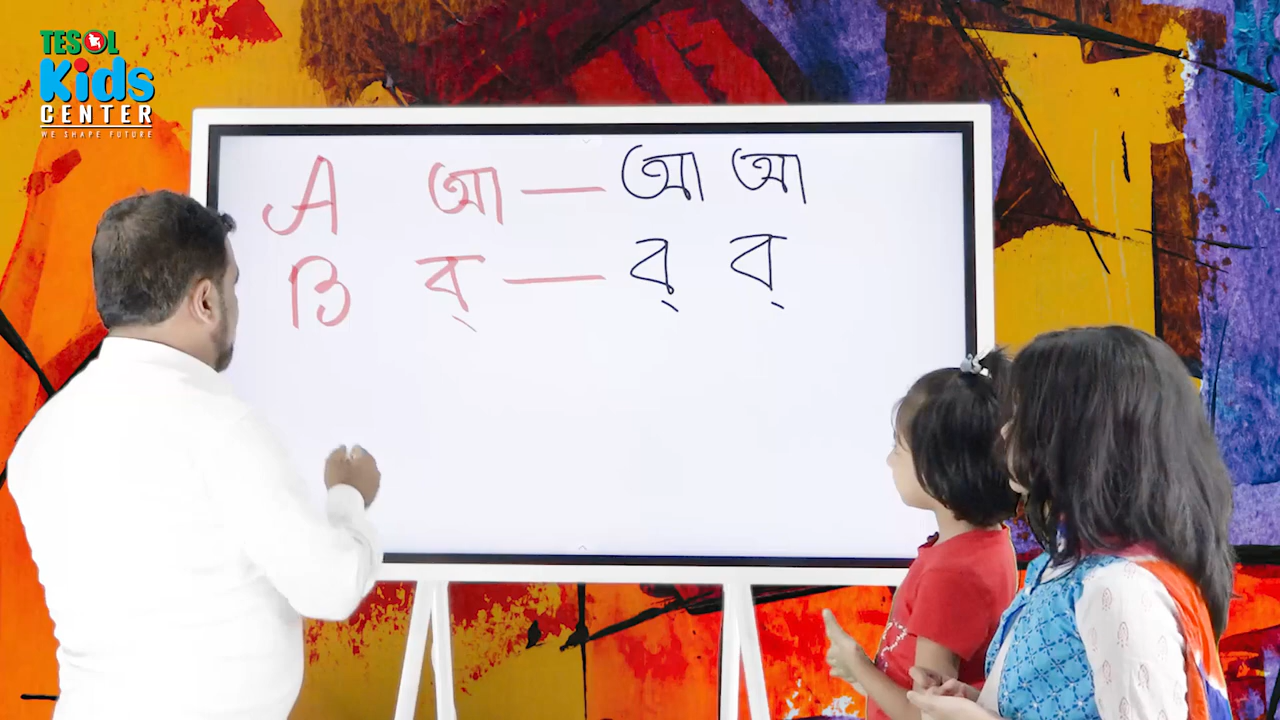 TESOL
Kids
CENTER
WE SHAPE FUTURE
A আ — আ আ
B ব্ — ব্ ব্